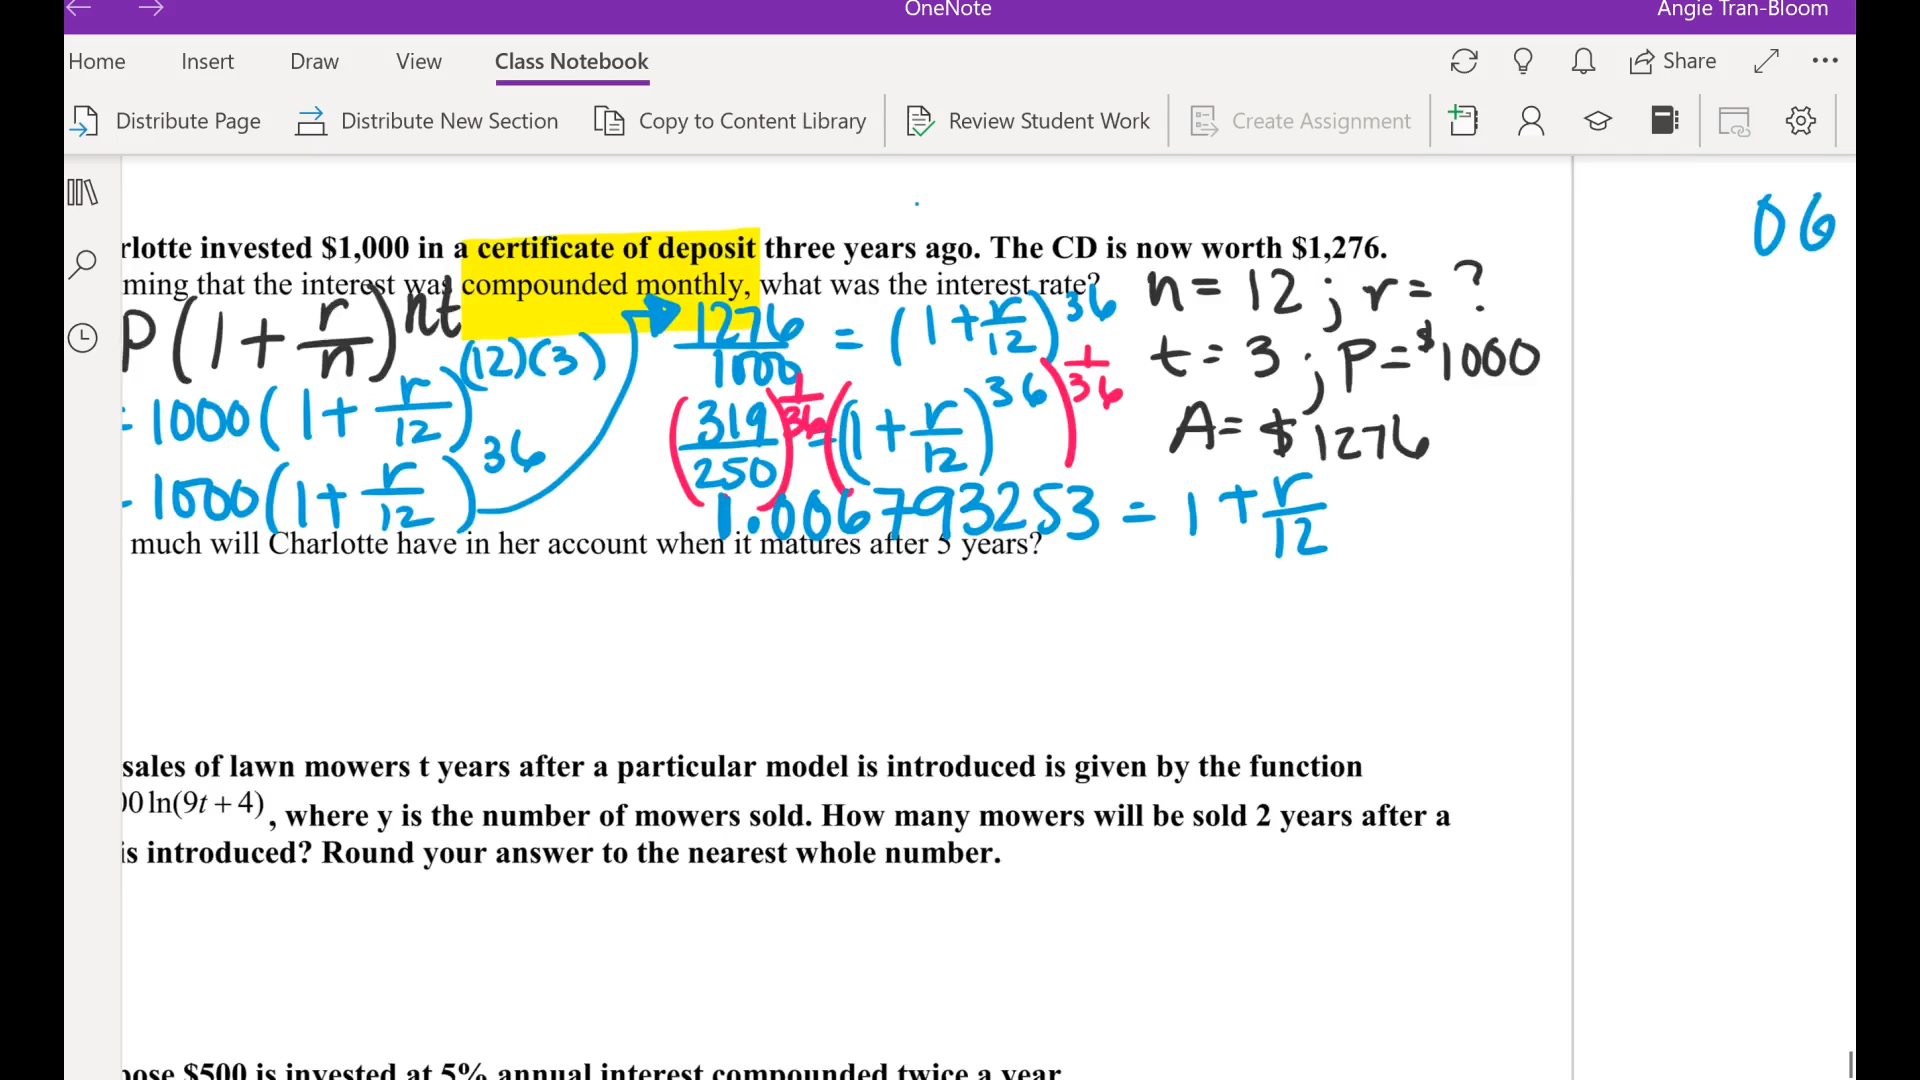 OneNote
Angie Tran-Bloom
Home Insert Draw View Class Notebook Share
Distribute Page Distribute New Section Copy to Content Library Review Student Work Create Assignment
06
rlotte invested $1,000 in a certificate of deposit three years ago. The CD is now worth $1,276.
ming that the interest was compounded monthly, what was the interest rate?
n = 12 ; r = ?
P(1 + r/n)^nt
1276/1000 = (1 + r/12)^36
t = 3 ; P = $1000
= 1000(1 + r/12)^(12)(3)
(319/250)^1/36 = ((1 + r/12)^36)^1/36
A = $1276
= 1000(1 + r/12)^36
1.006793253 = 1 + r/12
much will Charlotte have in her account when it matures after 5 years?
sales of lawn mowers t years after a particular model is introduced is given by the function
00 ln(9t + 4) , where y is the number of mowers sold. How many mowers will be sold 2 years after a
is introduced? Round your answer to the nearest whole number.
pose $500 is invested at 5% annual interest compounded twice a year